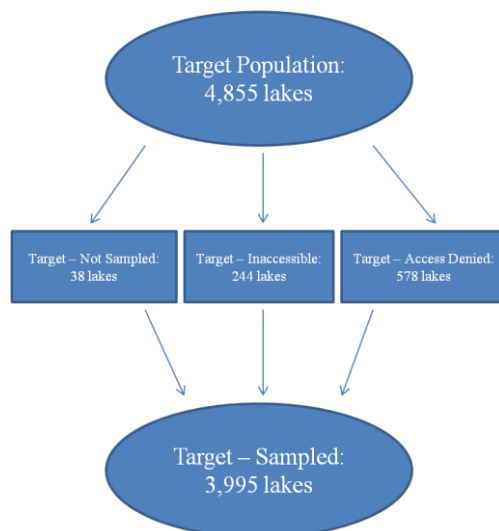 Target Population:
4,855 lakes
Target – Not Sampled:
38 lakes
Target – Inaccessible:
244 lakes
Target – Access Denied:
578 lakes
Target – Sampled:
3,995 lakes